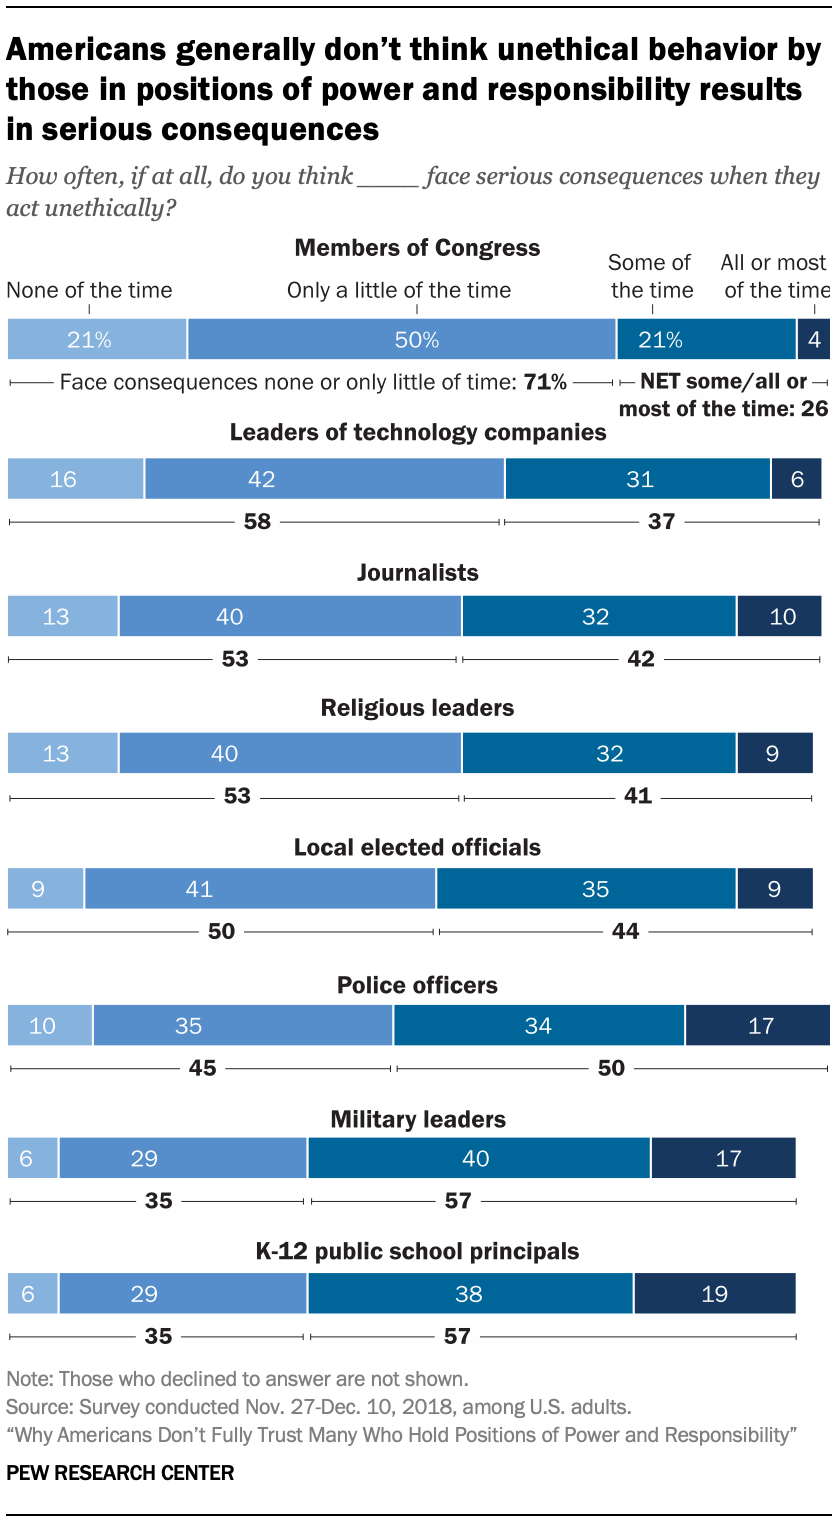 Americans generally don't think unethical behavior by
those in positions of power and responsibility results
in serious consequences
How often, if at all, do you think ____ face serious consequences when they
act unethically?
Members of Congress
None of the time
Only a little of the time
Some of
the time
All or most
of the time
21%
50%
21%
4
Face consequences none or only little of time: 71%
NET some/all or
most of the time: 26
Leaders of technology companies
16
42
31
6
58
37
Journalists
13
40
32
10
53
42
Religious leaders
13
40
32
9
53
41
Local elected officials
9
41
35
9
50
44
Police officers
10
35
34
17
45
50
Military leaders
6
29
40
17
35
57
K-12 public school principals
6
29
38
19
35
57
Note: Those who declined to answer are not shown.
Source: Survey conducted Nov. 27-Dec. 10, 2018, among U.S. adults.
“Why Americans Don’t Fully Trust Many Who Hold Positions of Power and Responsibility”
PEW RESEARCH CENTER